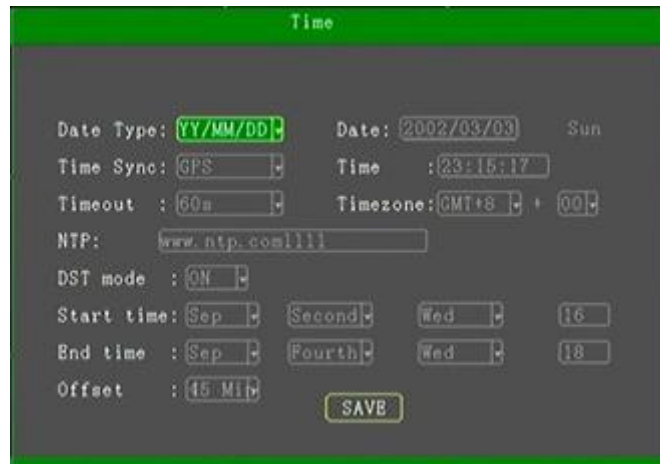 Time
Date Type: YY/MM/DD Date: 2002/03/03 Sun
Time Sync: GPS Time :23:15:17
Timeout : 60s Timezone: GMT+8 + 00
NTP: www.ntp.com1111
DST mode : ON
Start time: Sep Second Wed 16
End time : Sep Fourth Wed 18
Offset : 45 Min
SAVE